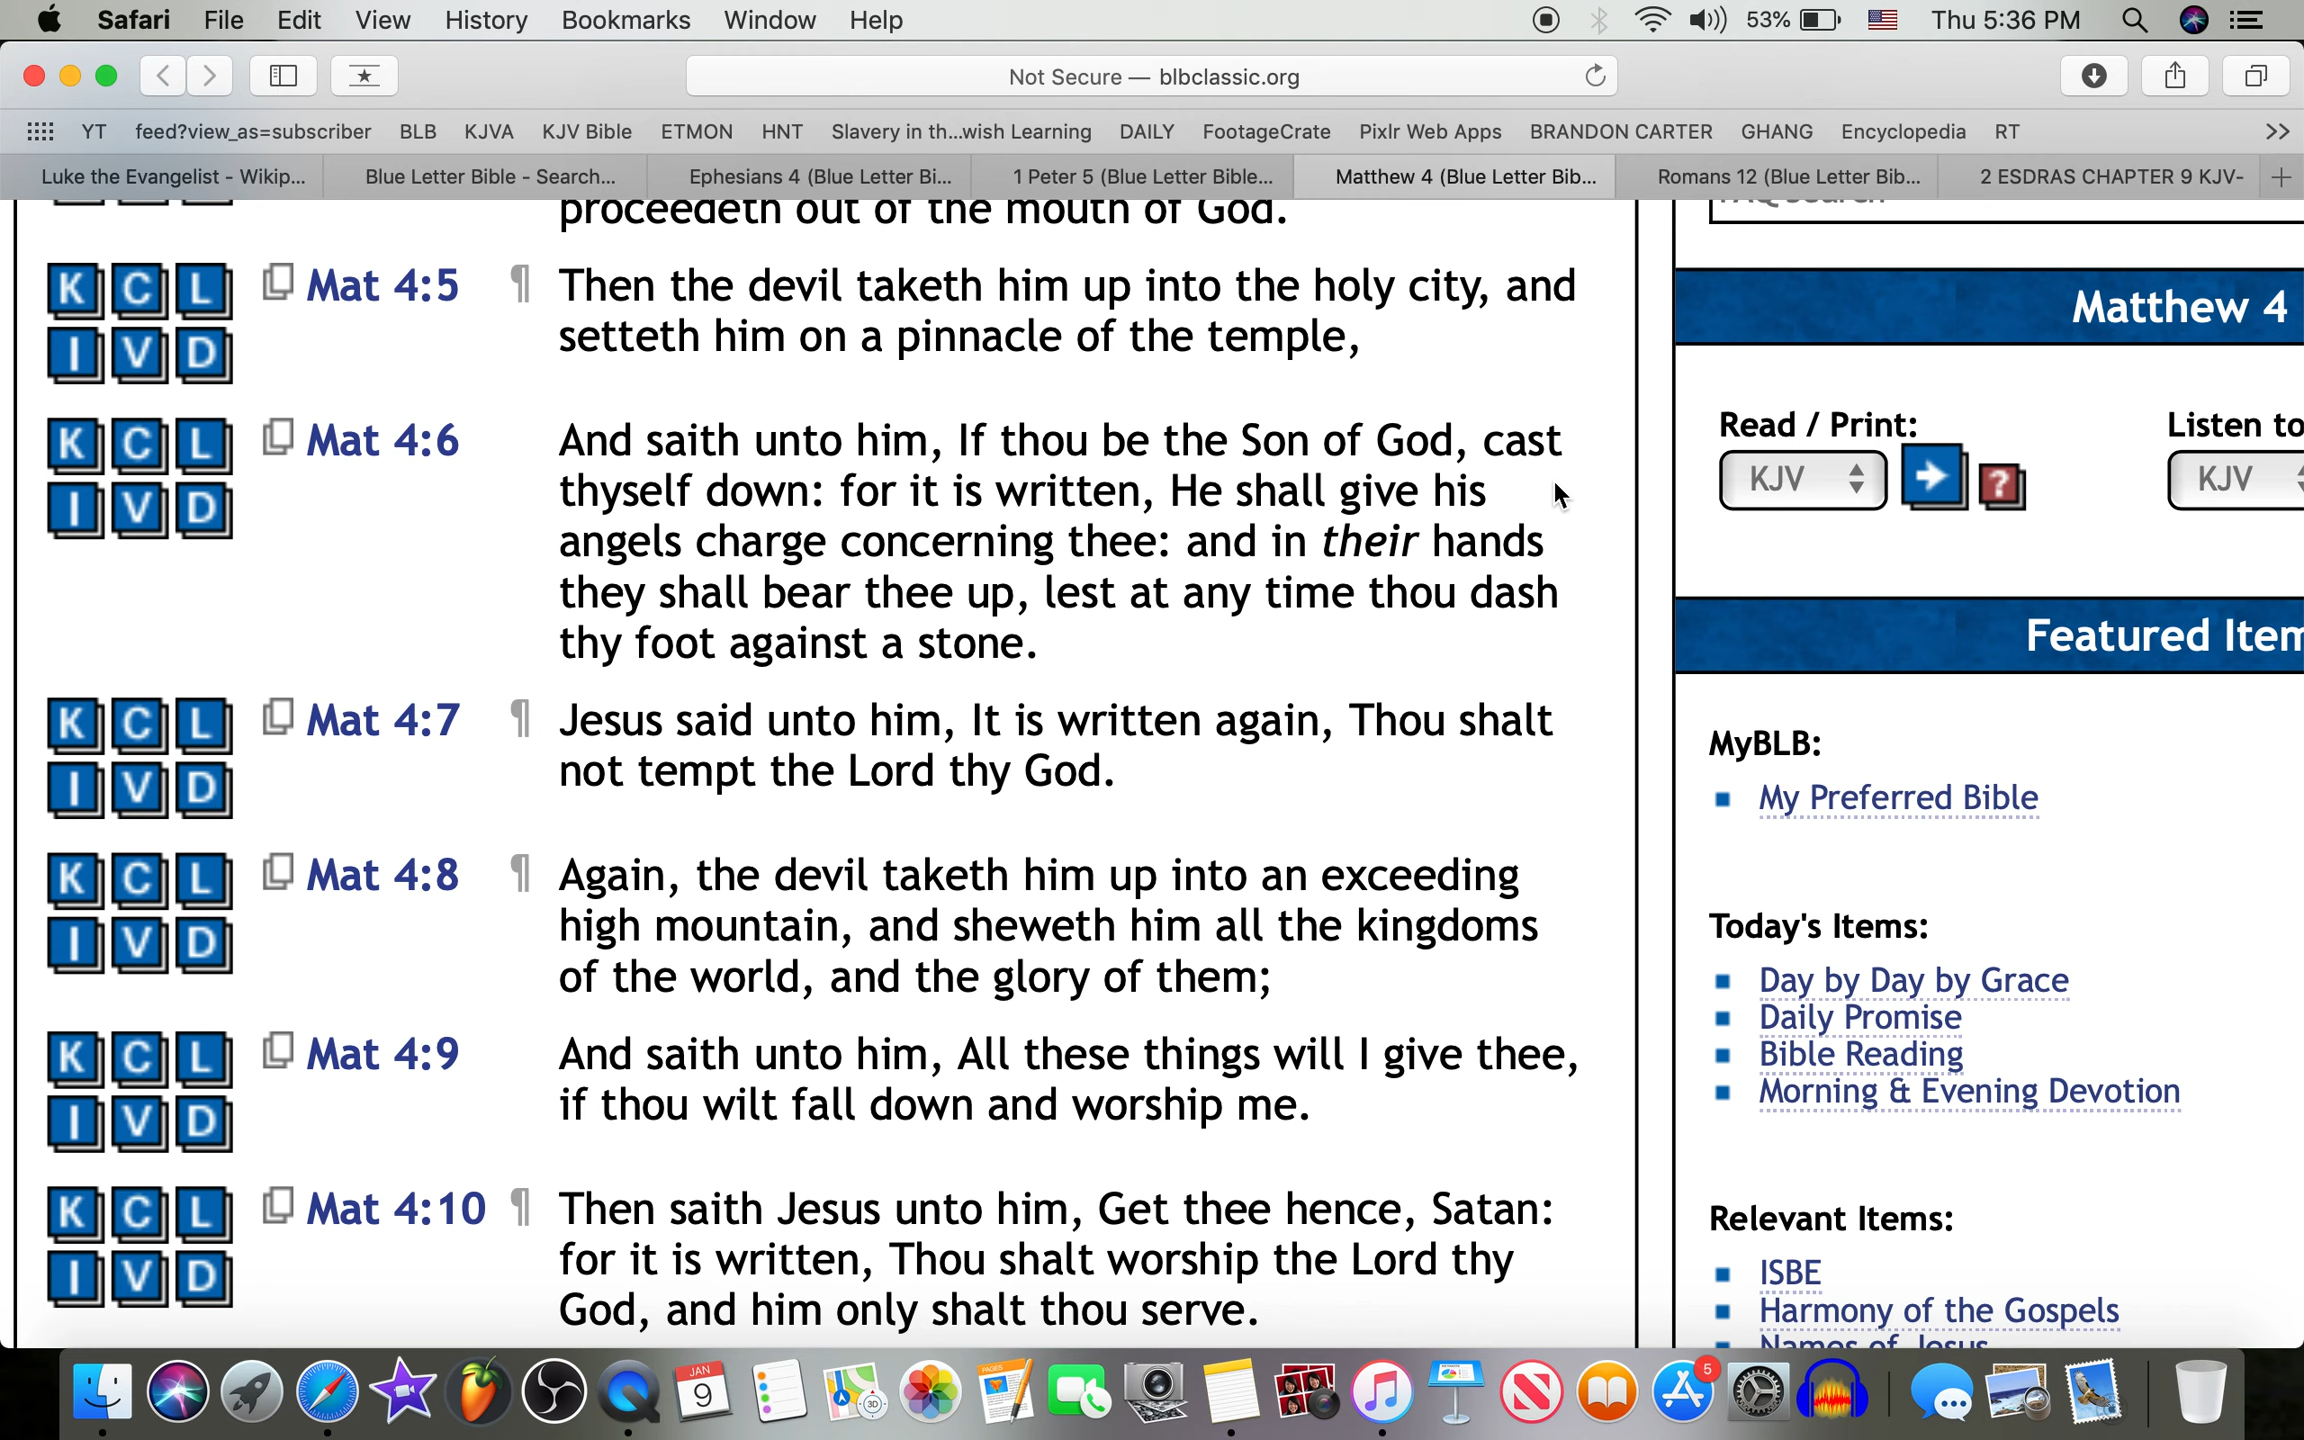 Safari File Edit View History Bookmarks Window Help 53% Thu 5:36 PM
Not Secure — blbclassic.org
YT feed?view_as=subscriber BLB KJVA KJV Bible ETMON HNT Slavery in th...wish Learning DAILY FootageCrate Pixlr Web Apps BRANDON CARTER GHANG Encyclopedia RT
Luke the Evangelist - Wikip... Blue Letter Bible - Search... Ephesians 4 (Blue Letter Bi... 1 Peter 5 (Blue Letter Bible... Matthew 4 (Blue Letter Bib... Romans 12 (Blue Letter Bib... 2 ESDRAS CHAPTER 9 KJV-
proceedeth out of the mouth of God.
K C L Mat 4:5 ¶ Then the devil taketh him up into the holy city, and
I V D setteth him on a pinnacle of the temple,
K C L Mat 4:6 And saith unto him, If thou be the Son of God, cast
I V D thyself down: for it is written, He shall give his
angels charge concerning thee: and in their hands
they shall bear thee up, lest at any time thou dash
thy foot against a stone.
K C L Mat 4:7 ¶ Jesus said unto him, It is written again, Thou shalt
I V D not tempt the Lord thy God.
K C L Mat 4:8 ¶ Again, the devil taketh him up into an exceeding
I V D high mountain, and sheweth him all the kingdoms
of the world, and the glory of them;
K C L Mat 4:9 And saith unto him, All these things will I give thee,
I V D if thou wilt fall down and worship me.
K C L Mat 4:10 ¶ Then saith Jesus unto him, Get thee hence, Satan:
I V D for it is written, Thou shalt worship the Lord thy
God, and him only shalt thou serve.
Matthew 4
Read / Print: Listen to
KJV ? KJV
Featured Item
MyBLB:
My Preferred Bible
Today's Items:
Day by Day by Grace
Daily Promise
Bible Reading
Morning & Evening Devotion
Relevant Items:
ISBE
Harmony of the Gospels
Names of Jesus
JAN
9
3D
PAGES
5